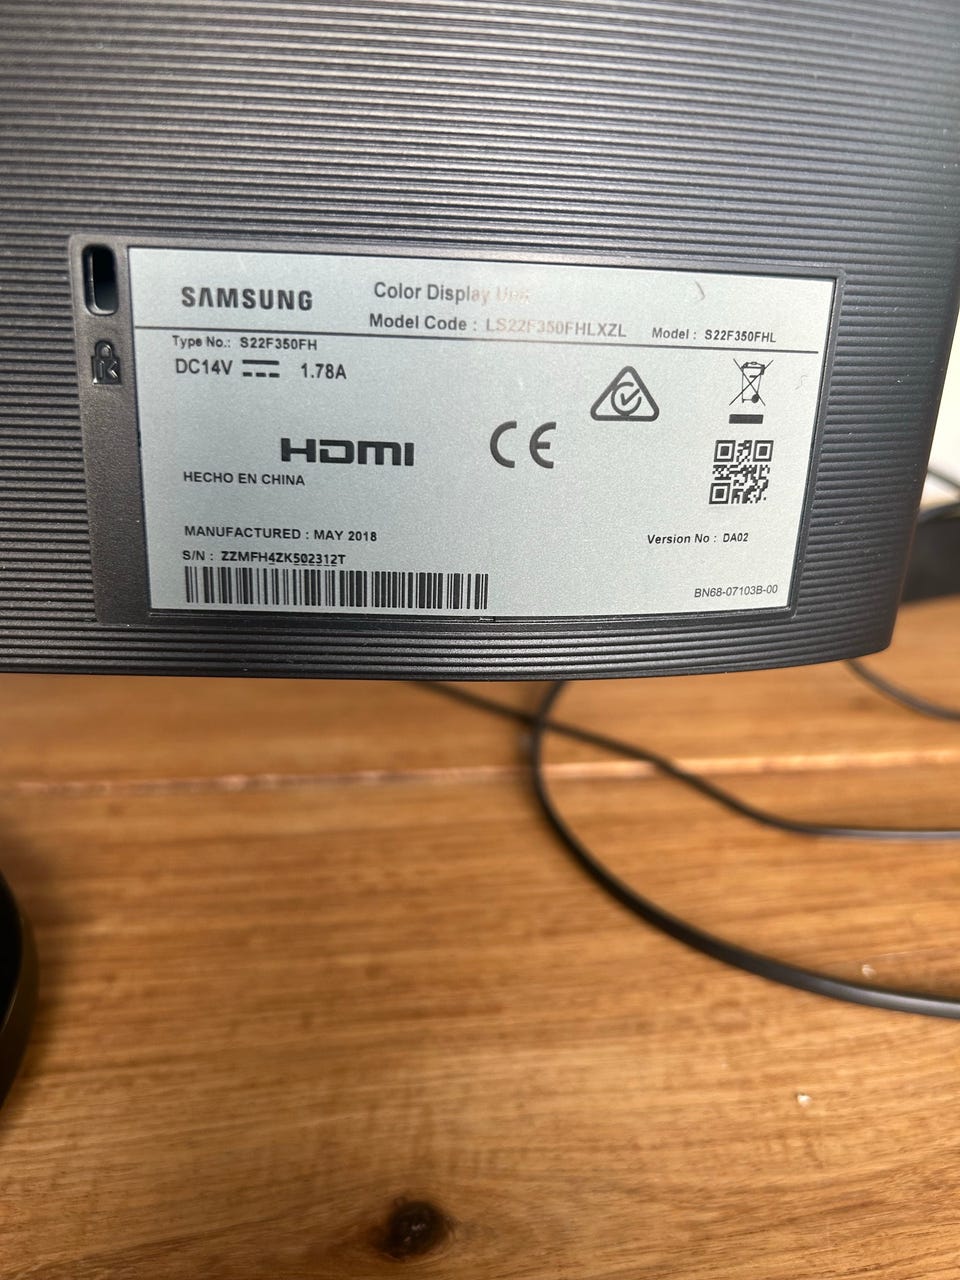 SAMSUNG
Color Display Unit
Model Code : LS22F350FHLXZL
Model : S22F350FHL
Type No.: S22F350FH
DC14V 1.78A
HDMI
CE
HECHO EN CHINA
MANUFACTURED : MAY 2018
Version No : DA02
S/N : ZZMFH4ZK502312T
BN68-07103B-00